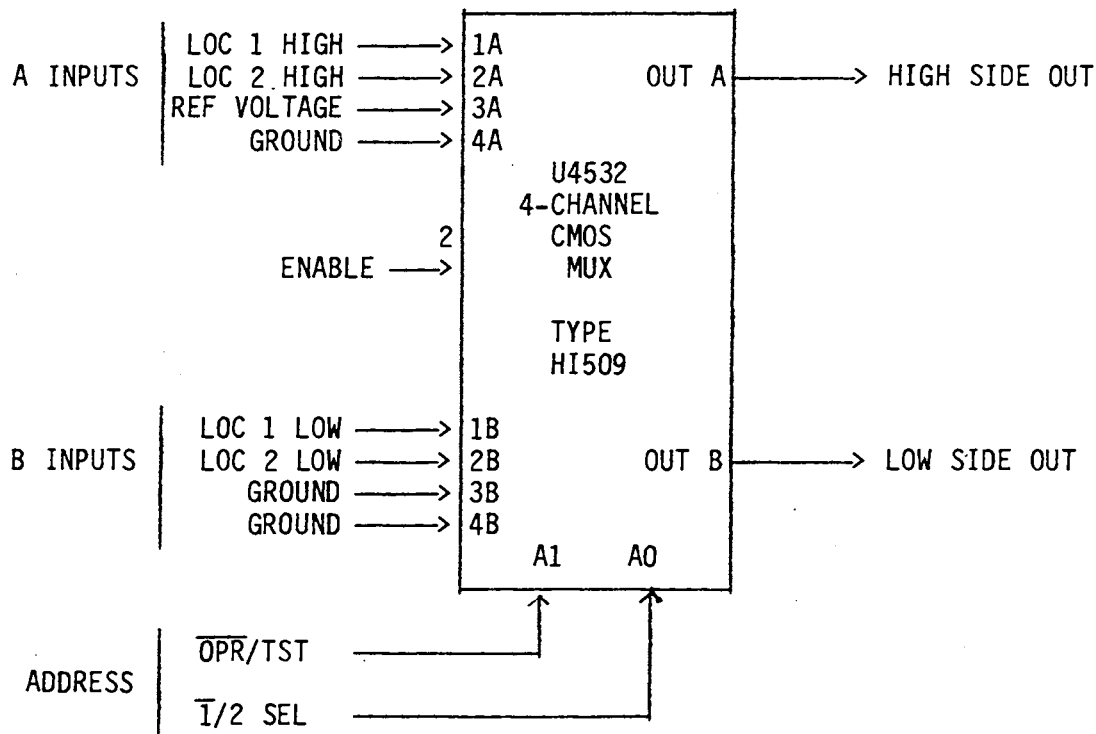 A INPUTS
LOC 1 HIGH
LOC 2 HIGH
REF VOLTAGE
GROUND
1A
2A
3A
4A
OUT A
HIGH SIDE OUT
U4532
4-CHANNEL
CMOS
MUX
TYPE
HI509
2
ENABLE
B INPUTS
LOC 1 LOW
LOC 2 LOW
GROUND
GROUND
1B
2B
3B
4B
OUT B
LOW SIDE OUT
A1 A0
ADDRESS
O̅P̅R̅/TST
1̅/2 SEL